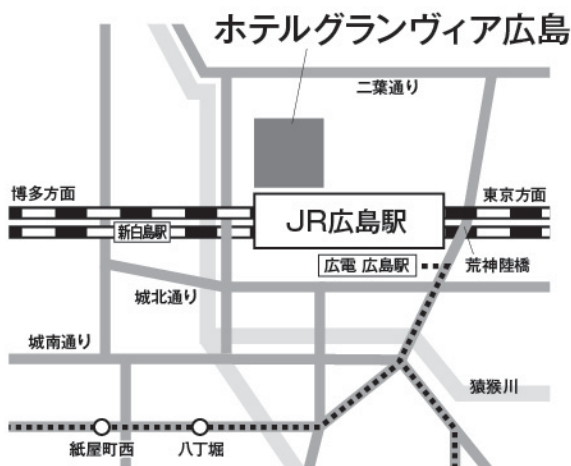 ホテルグランヴィア広島
二葉通り
博多方面
東京方面
JR広島駅
新白島駅
広電 広島駅
荒神陸橋
城北通り
城南通り
猿猴川
紙屋町西
八丁堀